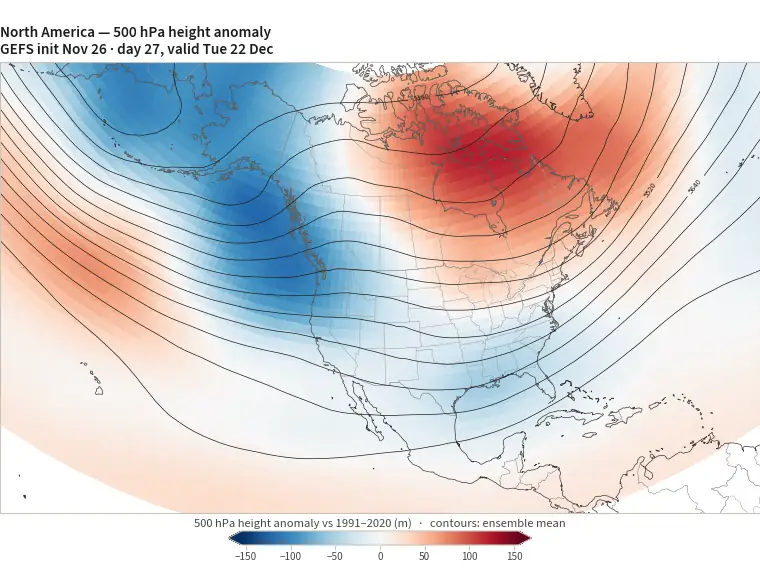 North America — 500 hPa height anomaly
GEFS init Nov 26 · day 27, valid Tue 22 Dec
5520
5640
500 hPa height anomaly vs 1991–2020 (m) · contours: ensemble mean
−150 −100 −50 0 50 100 150